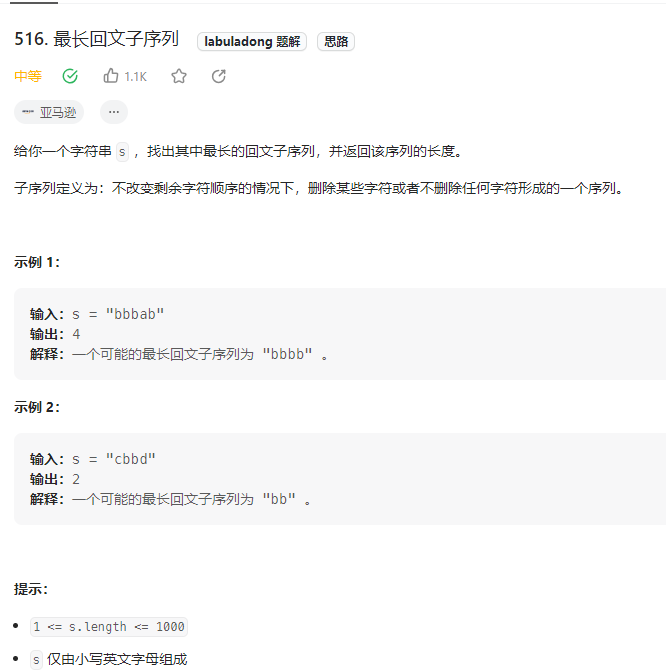 516. 最长回文子序列 labuladong 题解 思路
中等 1.1K
亚马逊 ...
给你一个字符串 s ，找出其中最长的回文子序列，并返回该序列的长度。
子序列定义为：不改变剩余字符顺序的情况下，删除某些字符或者不删除任何字符形成的一个序列。
示例 1：
输入：s = "bbbab"
输出：4
解释：一个可能的最长回文子序列为 "bbbb" 。
示例 2：
输入：s = "cbbd"
输出：2
解释：一个可能的最长回文子序列为 "bb" 。
提示：
1 <= s.length <= 1000
s 仅由小写英文字母组成